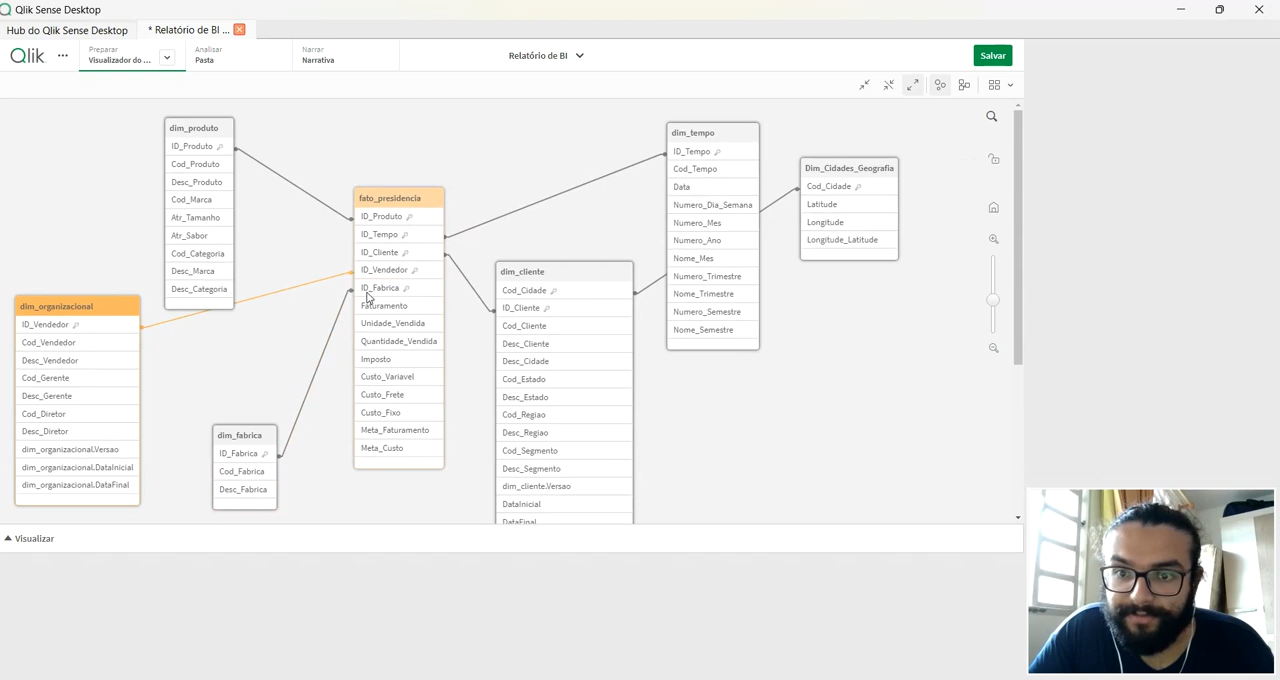 Qlik Sense Desktop
Hub do Qlik Sense Desktop
* Relatório de BI ...
Qlik
Preparar
Visualizador do ...
Analisar
Pasta
Narrar
Narrativa
Relatório de BI
Salvar
dim_produto
ID_Produto
Cod_Produto
Desc_Produto
Cod_Marca
Atr_Tamanho
Atr_Sabor
Cod_Categoria
Desc_Marca
Desc_Categoria
dim_organizacional
ID_Vendedor
Cod_Vendedor
Desc_Vendedor
Cod_Gerente
Desc_Gerente
Cod_Diretor
Desc_Diretor
dim_organizacional.Versao
dim_organizacional.DataInicial
dim_organizacional.DataFinal
dim_fabrica
ID_Fabrica
Cod_Fabrica
Desc_Fabrica
fato_presidencia
ID_Produto
ID_Tempo
ID_Cliente
ID_Vendedor
ID_Fabrica
Faturamento
Unidade_Vendida
Quantidade_Vendida
Imposto
Custo_Variavel
Custo_Frete
Custo_Fixo
Meta_Faturamento
Meta_Custo
dim_cliente
Cod_Cidade
ID_Cliente
Cod_Cliente
Desc_Cliente
Desc_Cidade
Cod_Estado
Desc_Estado
Cod_Regiao
Desc_Regiao
Cod_Segmento
Desc_Segmento
dim_cliente.Versao
DataInicial
DataFinal
dim_tempo
ID_Tempo
Cod_Tempo
Data
Numero_Dia_Semana
Numero_Mes
Numero_Ano
Nome_Mes
Numero_Trimestre
Nome_Trimestre
Numero_Semestre
Nome_Semestre
Dim_Cidades_Geografia
Cod_Cidade
Latitude
Longitude
Longitude_Latitude
Visualizar